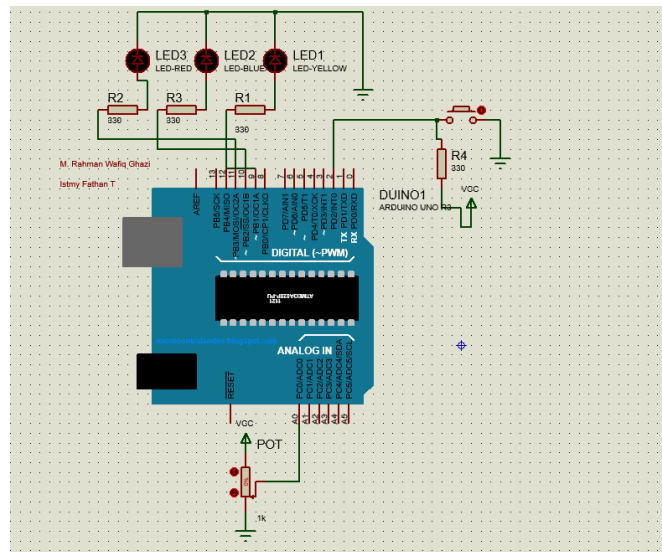 LED3
LED-RED
LED2
LED-BLUE
LED1
LED-YELLOW
R2
330
R3
330
R1
330
R4
330
VCC
M. Rahman Wafiq Ghazi
Istmy Fathan T
DUINO1
ARDUINO UNO R3
13
12
11
10
9
8
7
6
5
4
3
2
1
0
AREF
PB5/SCK
PB4/MISO
PB3/MOSI/OC2A
~
PB2/SS/OC1B
~
PB1/OC1A
~
PB0/ICP1/CLKO
PD7/AIN1
PD6/AIN0
~
PD5/T1
~
PD4/T0/XCK
PD3/INT1
~
PD2/INT0
PD1/TXD
TX
PD0/RXD
RX
DIGITAL (~PWM)
1121
ATMEGA328P-PU
ANALOG IN
RESET
PC0/ADC0
PC1/ADC1
PC2/ADC2
PC3/ADC3
PC4/ADC4/SDA
PC5/ADC5/SCL
A0
A1
A2
A3
A4
A5
VCC
POT
0%
1k